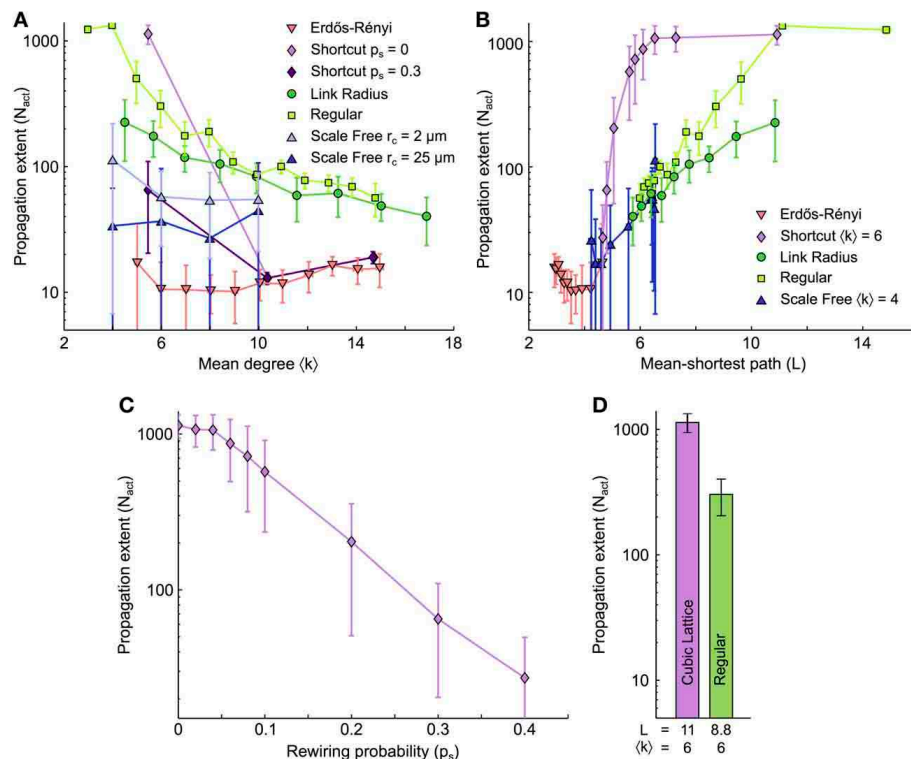 A
Propagation extent (N_act)
1000
100
10
2 6 10 14 18
Mean degree ⟨k⟩
Erdős-Rényi
Shortcut p_s = 0
Shortcut p_s = 0.3
Link Radius
Regular
Scale Free r_c = 2 µm
Scale Free r_c = 25 µm
B
Propagation extent (N_act)
1000
100
10
2 6 10 14
Mean-shortest path (L)
Erdős-Rényi
Shortcut ⟨k⟩ = 6
Link Radius
Regular
Scale Free ⟨k⟩ = 4
C
Propagation extent (N_act)
1000
100
0 0.1 0.2 0.3 0.4
Rewiring probability (p_s)
D
Propagation extent (N_act)
1000
100
10
Cubic Lattice
Regular
L = 11 8.8
⟨k⟩ = 6 6